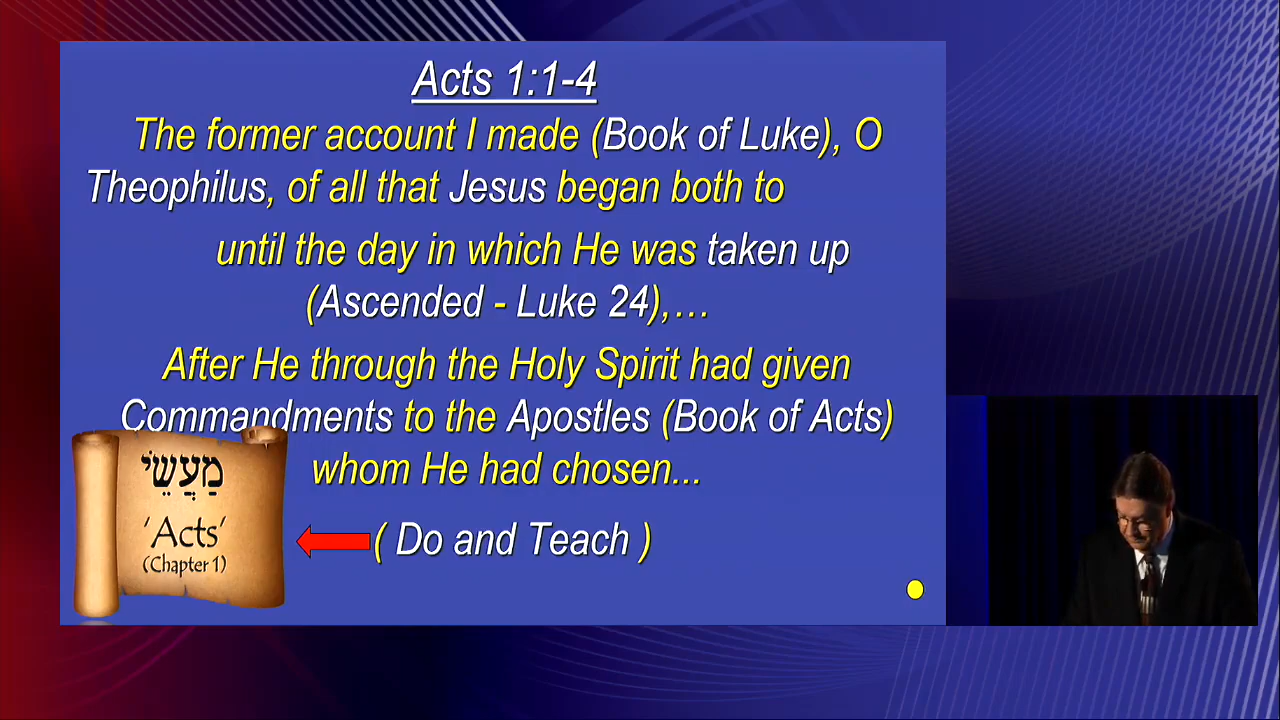 Acts 1:1-4
The former account I made (Book of Luke), O
Theophilus, of all that Jesus began both to
until the day in which He was taken up
(Ascended - Luke 24),…
After He through the Holy Spirit had given
Commandments to the Apostles (Book of Acts)
whom He had chosen...
( Do and Teach )
מַעֲשֵׂי
'Acts'
(Chapter 1)